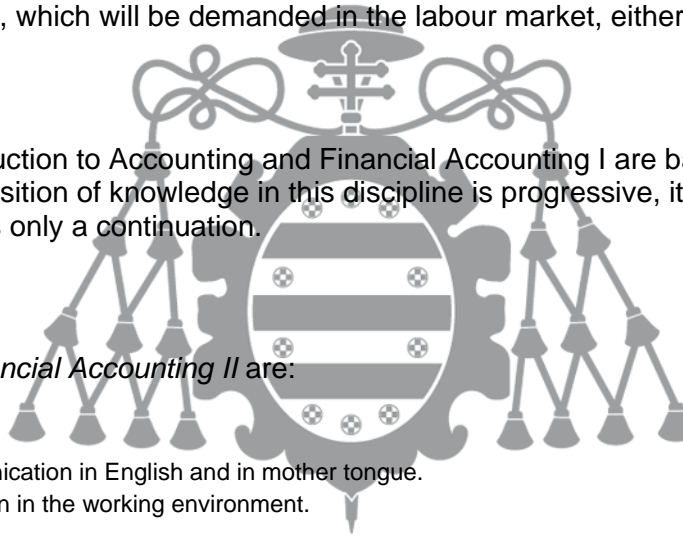 , which will be demanded in the labour market, either
uction to Accounting and Financial Accounting I are ba
sition of knowledge in this discipline is progressive, it
s only a continuation.
ncial Accounting II are:
nication in English and in mother tongue.
n in the working environment.